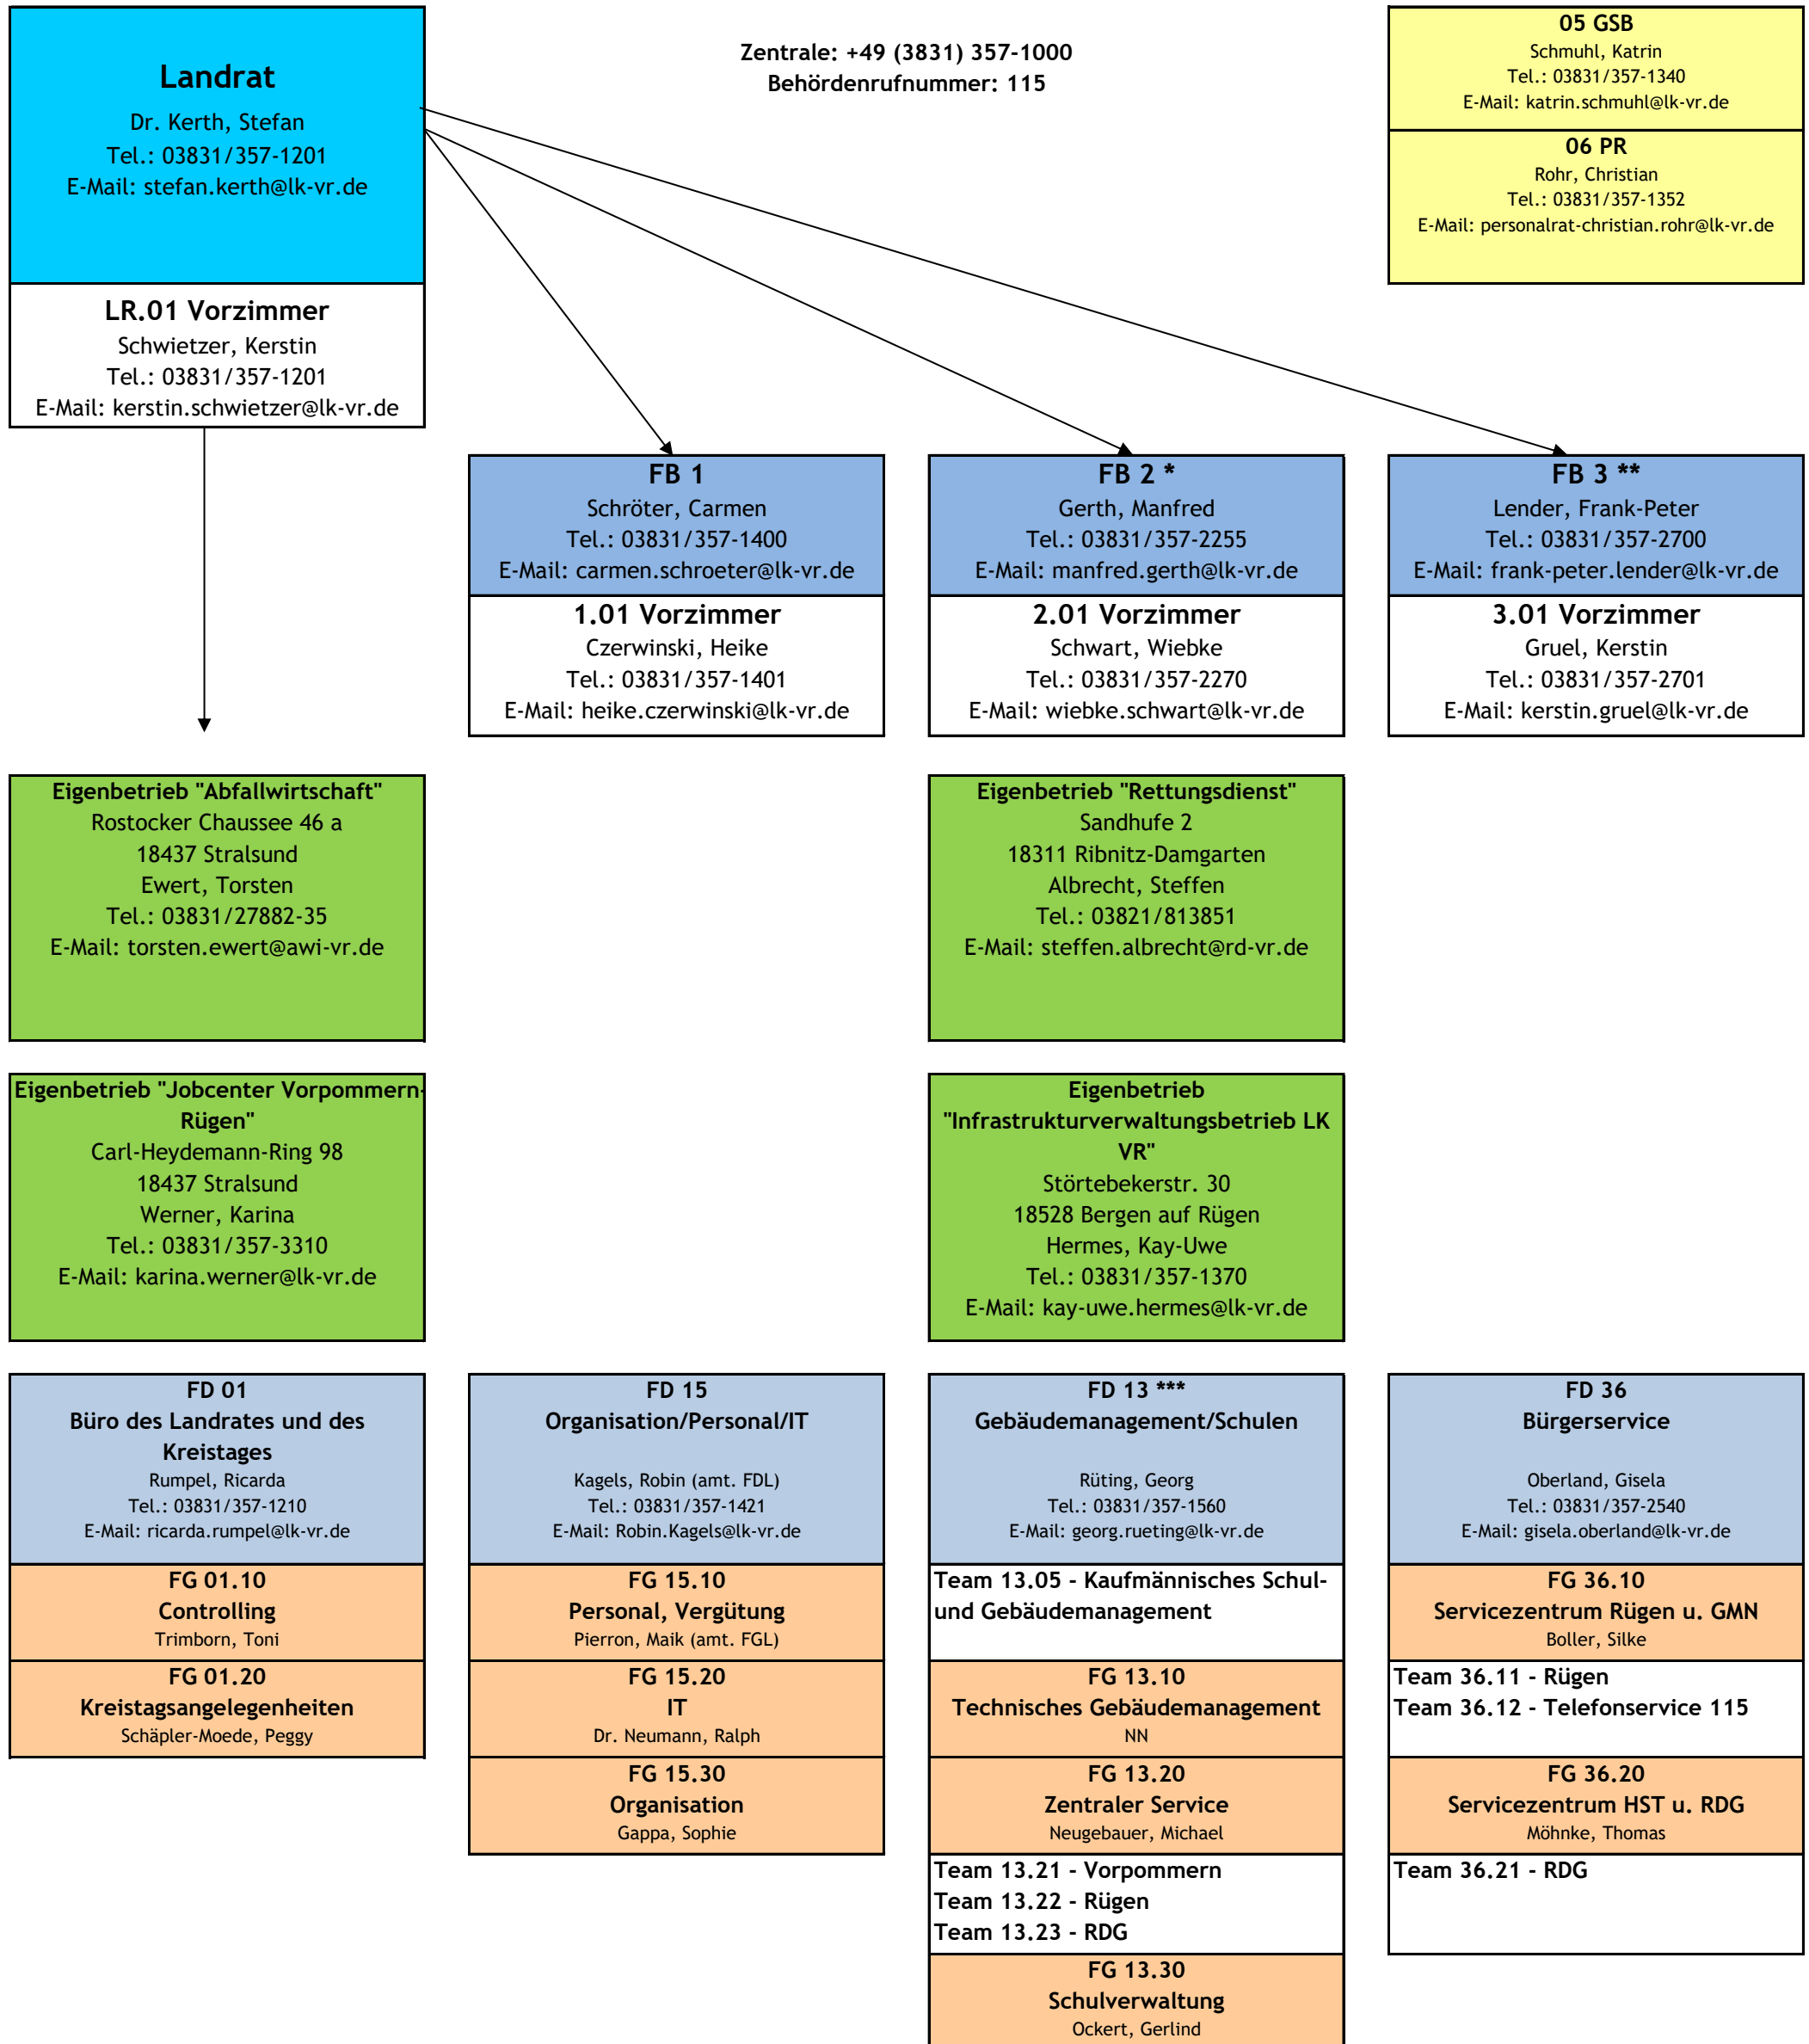 Landrat
Dr. Kerth, Stefan
Tel.: 03831/357-1201
E-Mail: stefan.kerth@lk-vr.de
LR.01 Vorzimmer
Schwietzer, Kerstin
Tel.: 03831/357-1201
E-Mail: kerstin.schwietzer@lk-vr.de
Zentrale: +49 (3831) 357-1000
Behördenrufnummer: 115
05 GSB
Schmuhl, Katrin
Tel.: 03831/357-1340
E-Mail: katrin.schmuhl@lk-vr.de
06 PR
Rohr, Christian
Tel.: 03831/357-1352
E-Mail: personalrat-christian.rohr@lk-vr.de
FB 1
Schröter, Carmen
Tel.: 03831/357-1400
E-Mail: carmen.schroeter@lk-vr.de
1.01 Vorzimmer
Czerwinski, Heike
Tel.: 03831/357-1401
E-Mail: heike.czerwinski@lk-vr.de
FB 2 *
Gerth, Manfred
Tel.: 03831/357-2255
E-Mail: manfred.gerth@lk-vr.de
2.01 Vorzimmer
Schwart, Wiebke
Tel.: 03831/357-2270
E-Mail: wiebke.schwart@lk-vr.de
FB 3 **
Lender, Frank-Peter
Tel.: 03831/357-2700
E-Mail: frank-peter.lender@lk-vr.de
3.01 Vorzimmer
Gruel, Kerstin
Tel.: 03831/357-2701
E-Mail: kerstin.gruel@lk-vr.de
Eigenbetrieb "Abfallwirtschaft"
Rostocker Chaussee 46 a
18437 Stralsund
Ewert, Torsten
Tel.: 03831/27882-35
E-Mail: torsten.ewert@awi-vr.de
Eigenbetrieb "Rettungsdienst"
Sandhufe 2
18311 Ribnitz-Damgarten
Albrecht, Steffen
Tel.: 03821/813851
E-Mail: steffen.albrecht@rd-vr.de
Eigenbetrieb "Jobcenter Vorpommern-
Rügen"
Carl-Heydemann-Ring 98
18437 Stralsund
Werner, Karina
Tel.: 03831/357-3310
E-Mail: karina.werner@lk-vr.de
Eigenbetrieb
"Infrastrukturverwaltungsbetrieb LK
VR"
Störtebekerstr. 30
18528 Bergen auf Rügen
Hermes, Kay-Uwe
Tel.: 03831/357-1370
E-Mail: kay-uwe.hermes@lk-vr.de
FD 01
Büro des Landrates und des
Kreistages
Rumpel, Ricarda
Tel.: 03831/357-1210
E-Mail: ricarda.rumpel@lk-vr.de
FG 01.10
Controlling
Trimborn, Toni
FG 01.20
Kreistagsangelegenheiten
Schäpler-Moede, Peggy
FD 15
Organisation/Personal/IT
Kagels, Robin (amt. FDL)
Tel.: 03831/357-1421
E-Mail: Robin.Kagels@lk-vr.de
FG 15.10
Personal, Vergütung
Pierron, Maik (amt. FGL)
FG 15.20
IT
Dr. Neumann, Ralph
FG 15.30
Organisation
Gappa, Sophie
FD 13 ***
Gebäudemanagement/Schulen
Rüting, Georg
Tel.: 03831/357-1560
E-Mail: georg.rueting@lk-vr.de
Team 13.05 - Kaufmännisches Schul-
und Gebäudemanagement
FG 13.10
Technisches Gebäudemanagement
NN
FG 13.20
Zentraler Service
Neugebauer, Michael
Team 13.21 - Vorpommern
Team 13.22 - Rügen
Team 13.23 - RDG
FG 13.30
Schulverwaltung
Ockert, Gerlind
FD 36
Bürgerservice
Oberland, Gisela
Tel.: 03831/357-2540
E-Mail: gisela.oberland@lk-vr.de
FG 36.10
Servicezentrum Rügen u. GMN
Boller, Silke
Team 36.11 - Rügen
Team 36.12 - Telefonservice 115
FG 36.20
Servicezentrum HST u. RDG
Möhnke, Thomas
Team 36.21 - RDG